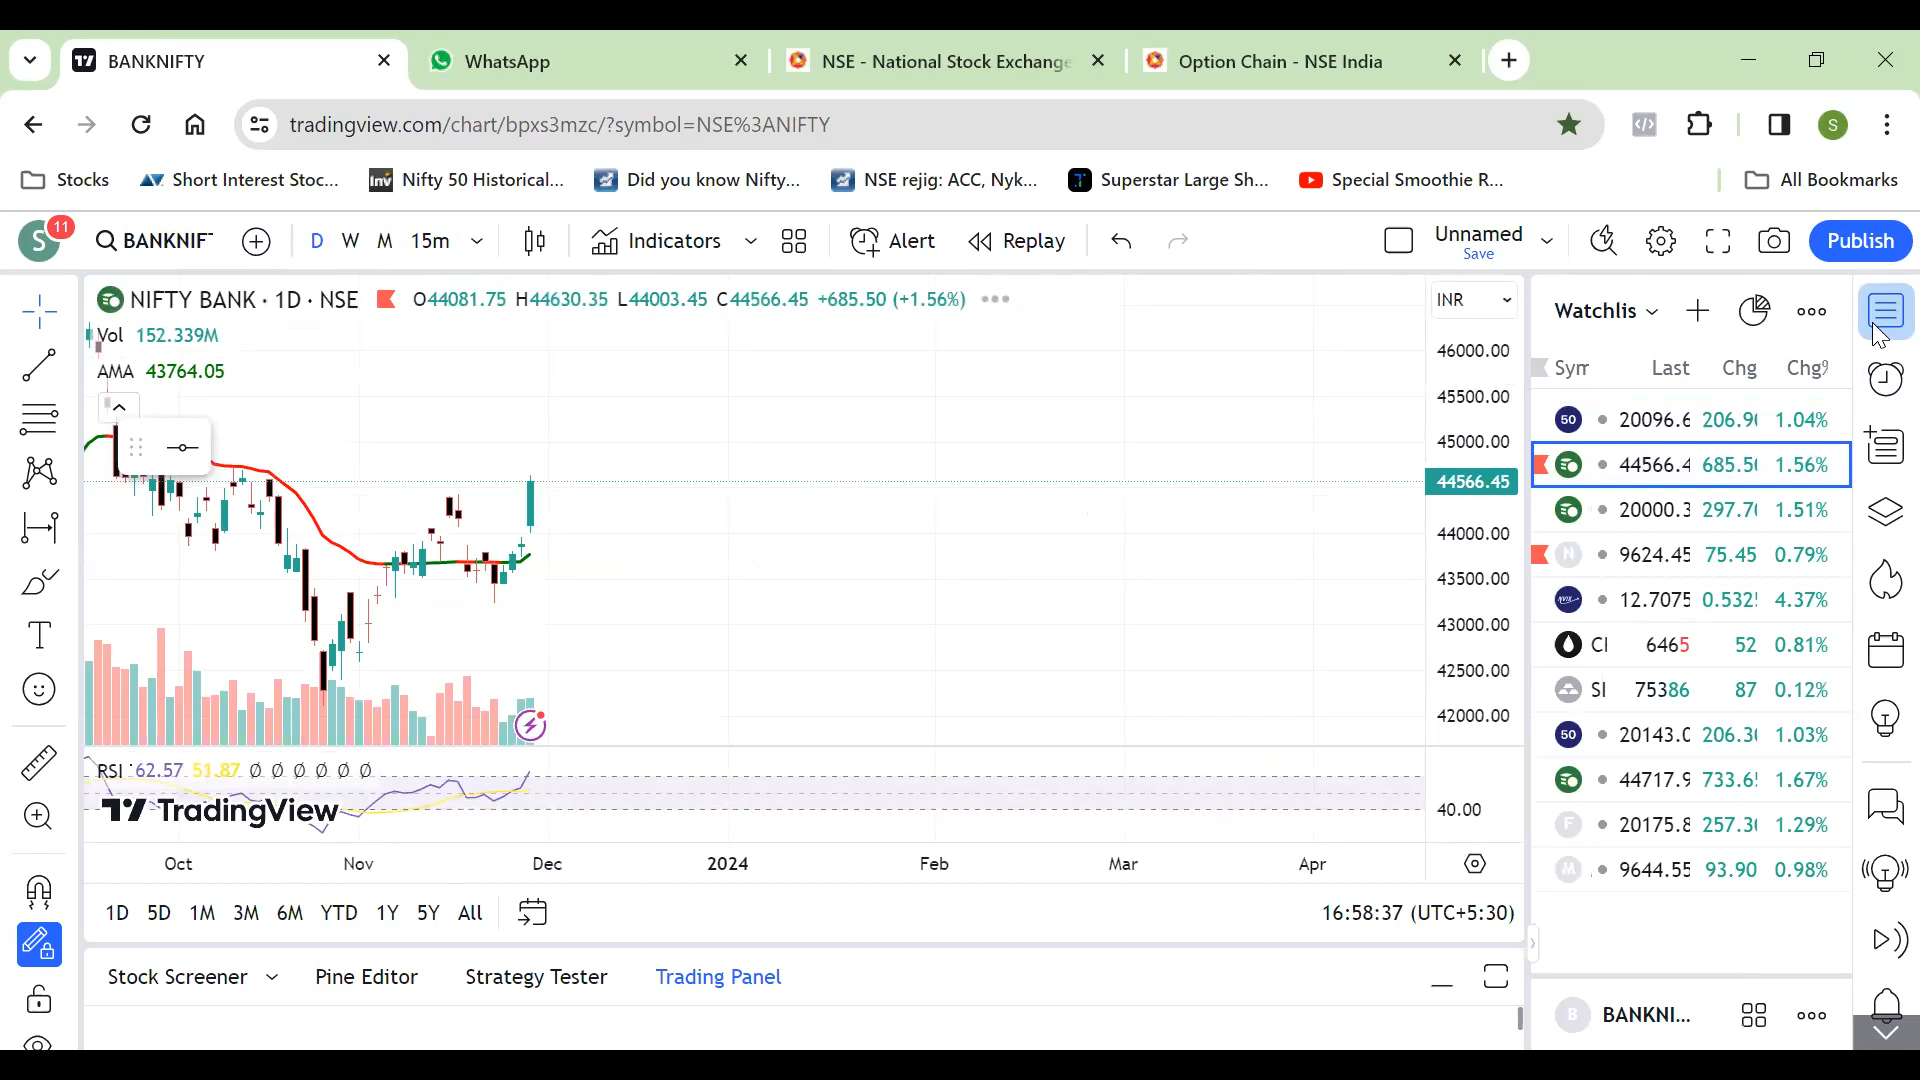 BANKNIFTY
WhatsApp
NSE - National Stock Exchange
Option Chain - NSE India
tradingview.com/chart/bpxs3mzc/?symbol=NSE%3ANIFTY
S
Stocks
Short Interest Stoc...
Inv
Nifty 50 Historical...
Did you know Nifty...
NSE rejig: ACC, Nyk...
Superstar Large Sh...
Special Smoothie R...
All Bookmarks
S
11
BANKNIF
D
W
M
15m
Indicators
Alert
Replay
Unnamed
Save
Publish
NIFTY BANK · 1D · NSE
O44081.75 H44630.35 L44003.45 C44566.45 +685.50 (+1.56%)
INR
Vol 152.339M
AMA 43764.05
46000.00
45500.00
45000.00
44566.45
44000.00
43500.00
43000.00
42500.00
42000.00
RSI 62.57 51.87 Ø Ø Ø Ø Ø Ø
TradingView
40.00
Oct
Nov
Dec
2024
Feb
Mar
Apr
1D 5D 1M 3M 6M YTD 1Y 5Y All
16:58:37 (UTC+5:30)
Stock Screener
Pine Editor
Strategy Tester
Trading Panel
Watchlis
Sym Last Chg Chg%
50 20096.6 206.90 1.04%
44566.4 685.50 1.56%
20000.3 297.70 1.51%
N 9624.45 75.45 0.79%
12.7075 0.532 4.37%
CI 6465 52 0.81%
SI 75386 87 0.12%
50 20143.0 206.30 1.03%
44717.9 733.65 1.67%
F 20175.8 257.30 1.29%
M 9644.55 93.90 0.98%
B BANKNI...